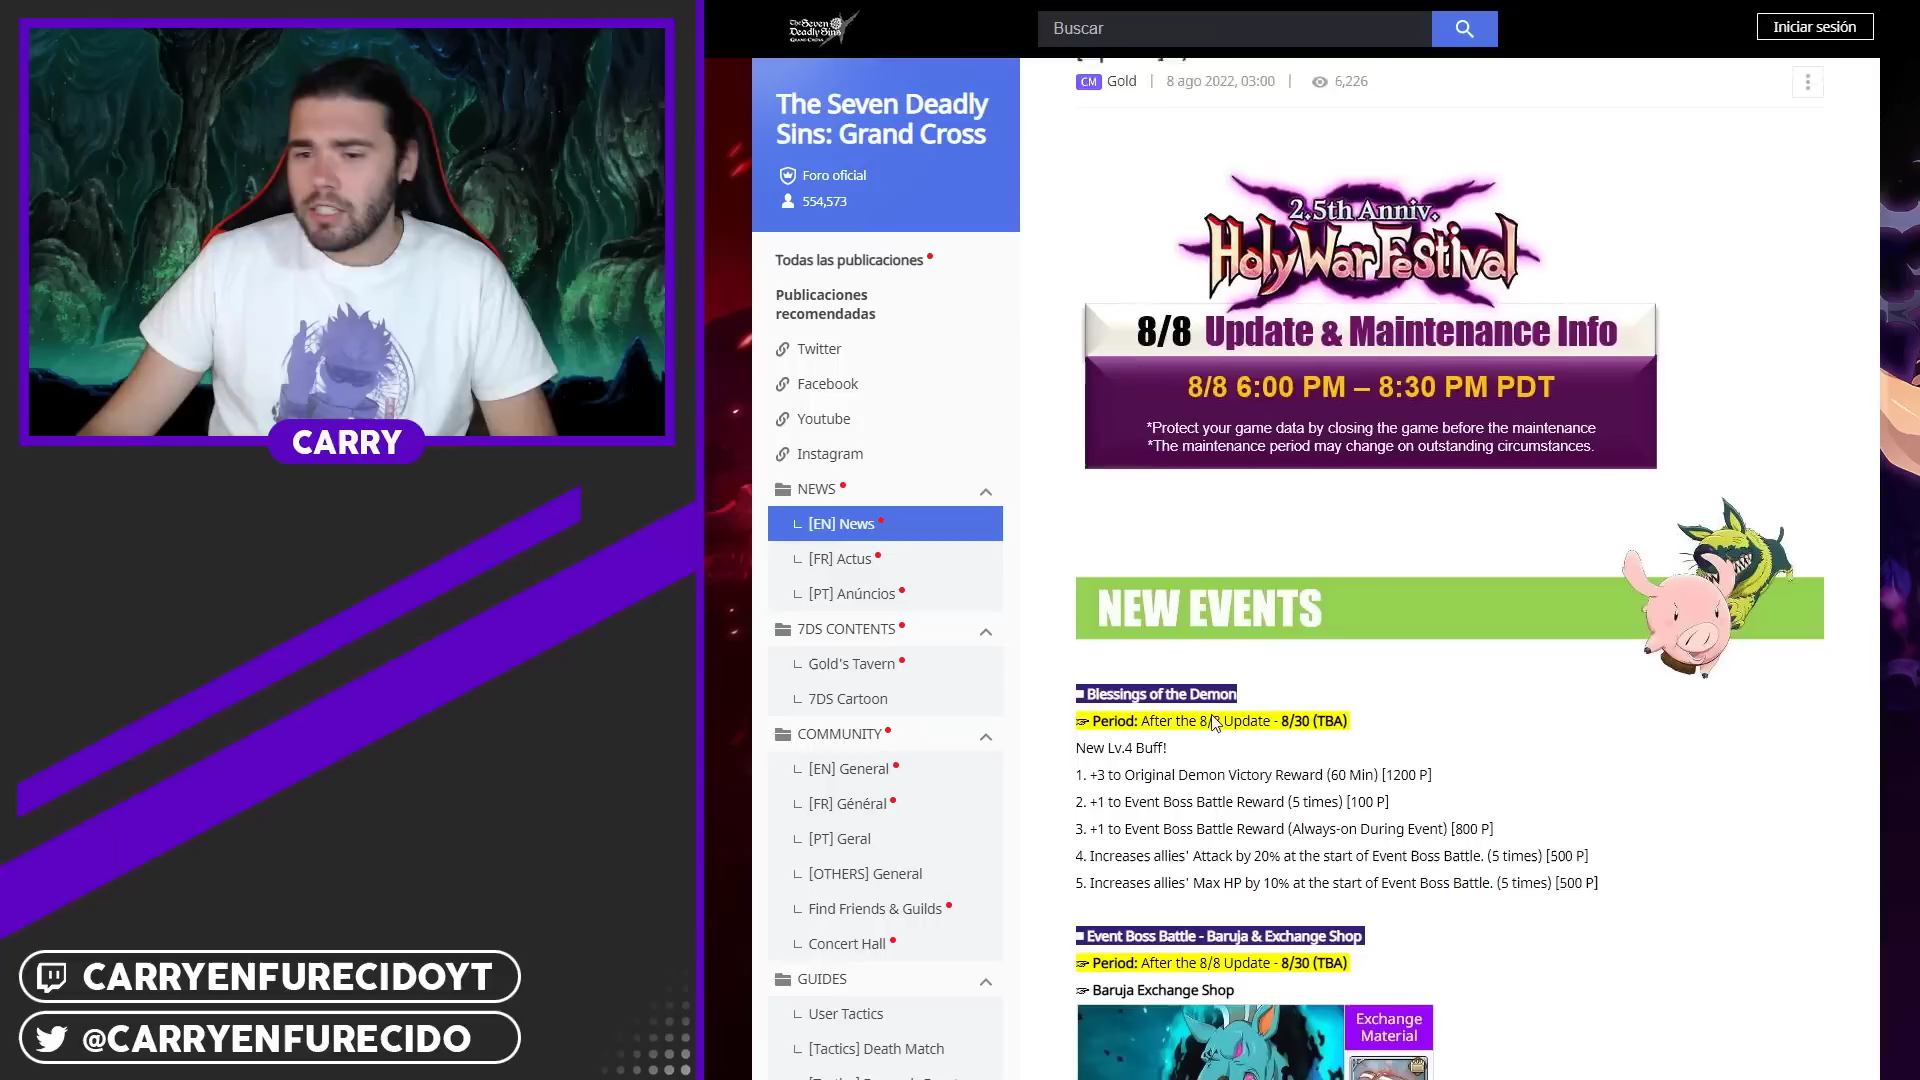 CARRY
CARRYENFURECIDOYT
@CARRYENFURECIDO
The Seven
Deadly Sins
GRAND CROSS
Buscar
Iniciar sesión
The Seven Deadly
Sins: Grand Cross
Foro oficial
554,573
Todas las publicaciones
Publicaciones
recomendadas
Twitter
Facebook
Youtube
Instagram
NEWS
[EN] News
[FR] Actus
[PT] Anúncios
7DS CONTENTS
Gold's Tavern
7DS Cartoon
COMMUNITY
[EN] General
[FR] Général
[PT] Geral
[OTHERS] General
Find Friends & Guilds
Concert Hall
GUIDES
User Tactics
[Tactics] Death Match
CM Gold | 8 ago 2022, 03:00 | 6,226
2.5th Anniv.
Holy War Festival
8/8 Update & Maintenance Info
8/8 6:00 PM – 8:30 PM PDT
*Protect your game data by closing the game before the maintenance
*The maintenance period may change on outstanding circumstances.
NEW EVENTS
■ Blessings of the Demon
☞ Period: After the 8/8 Update - 8/30 (TBA)
New Lv.4 Buff!
1. +3 to Original Demon Victory Reward (60 Min) [1200 P]
2. +1 to Event Boss Battle Reward (5 times) [100 P]
3. +1 to Event Boss Battle Reward (Always-on During Event) [800 P]
4. Increases allies' Attack by 20% at the start of Event Boss Battle. (5 times) [500 P]
5. Increases allies' Max HP by 10% at the start of Event Boss Battle. (5 times) [500 P]
■ Event Boss Battle - Baruja & Exchange Shop
☞ Period: After the 8/8 Update - 8/30 (TBA)
☞ Baruja Exchange Shop
Exchange
Material